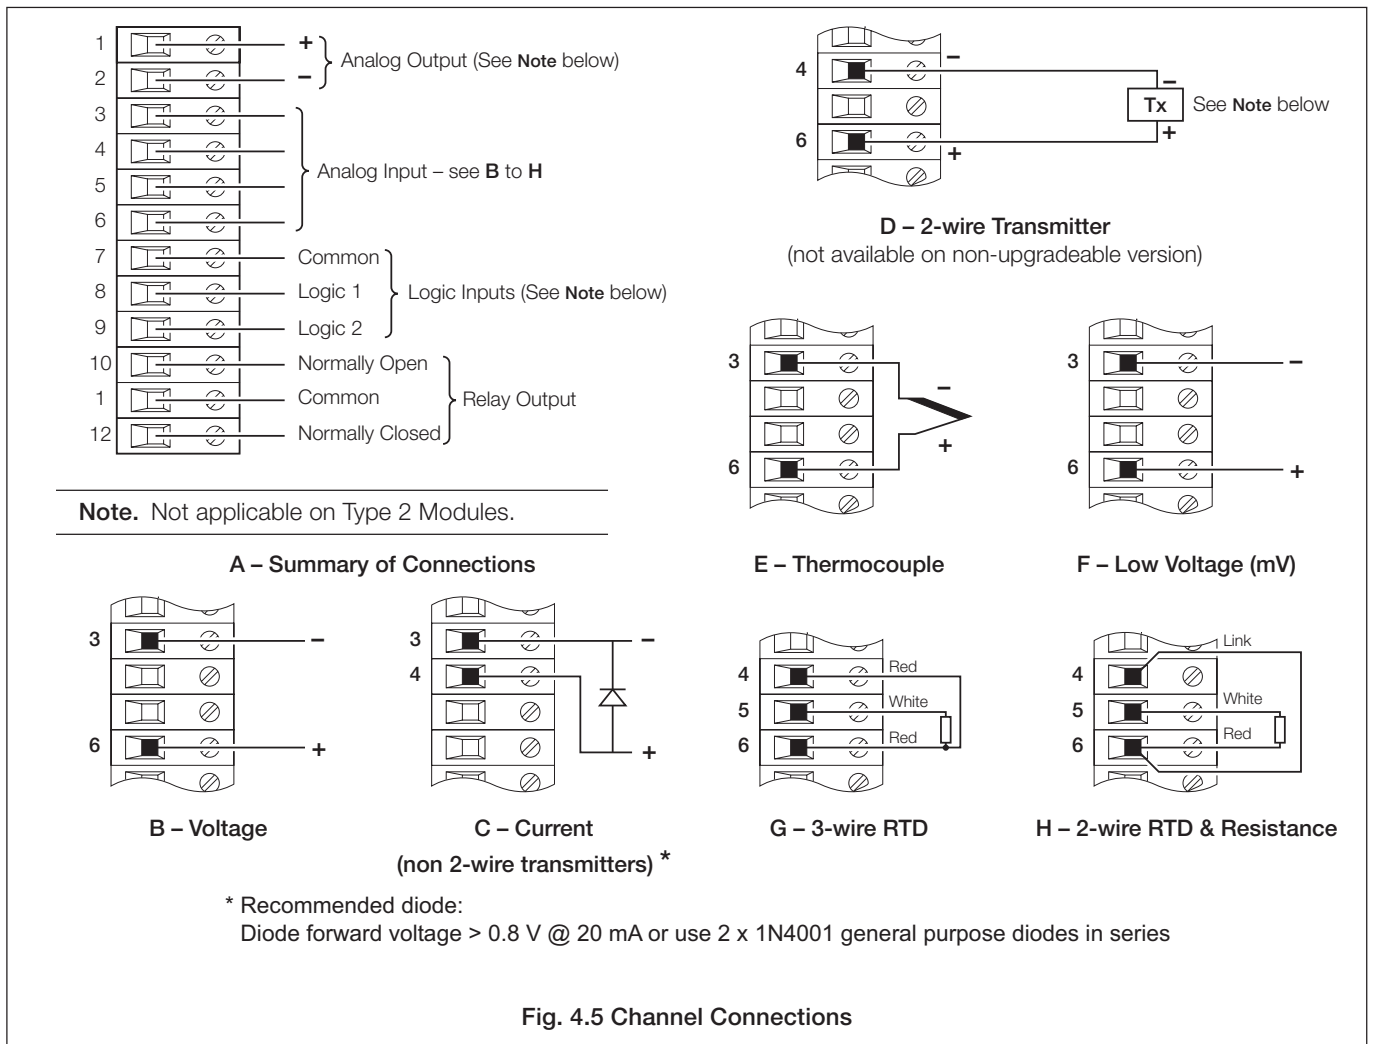 1 + Analog Output (See Note below)
2 –
3
4 Analog Input – see B to H
5
6
7 Common
8 Logic 1 Logic Inputs (See Note below)
9 Logic 2
10 Normally Open
1 Common Relay Output
12 Normally Closed
Note. Not applicable on Type 2 Modules.
A – Summary of Connections
4 – – Tx See Note below
6 + +
D – 2-wire Transmitter
(not available on non-upgradeable version)
3 –
6 +
E – Thermocouple
3 –
6 +
F – Low Voltage (mV)
3 –
6 +
B – Voltage
3 –
4
+
C – Current
(non 2-wire transmitters) *
4 Red
5 White
6 Red
G – 3-wire RTD
Link
4
5 White
6 Red
H – 2-wire RTD & Resistance
* Recommended diode:
Diode forward voltage > 0.8 V @ 20 mA or use 2 x 1N4001 general purpose diodes in series
Fig. 4.5 Channel Connections